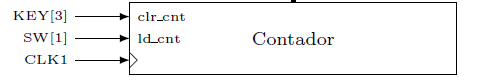 KEY[3] clr_cnt
SW[1] ld_cnt Contador
CLK1